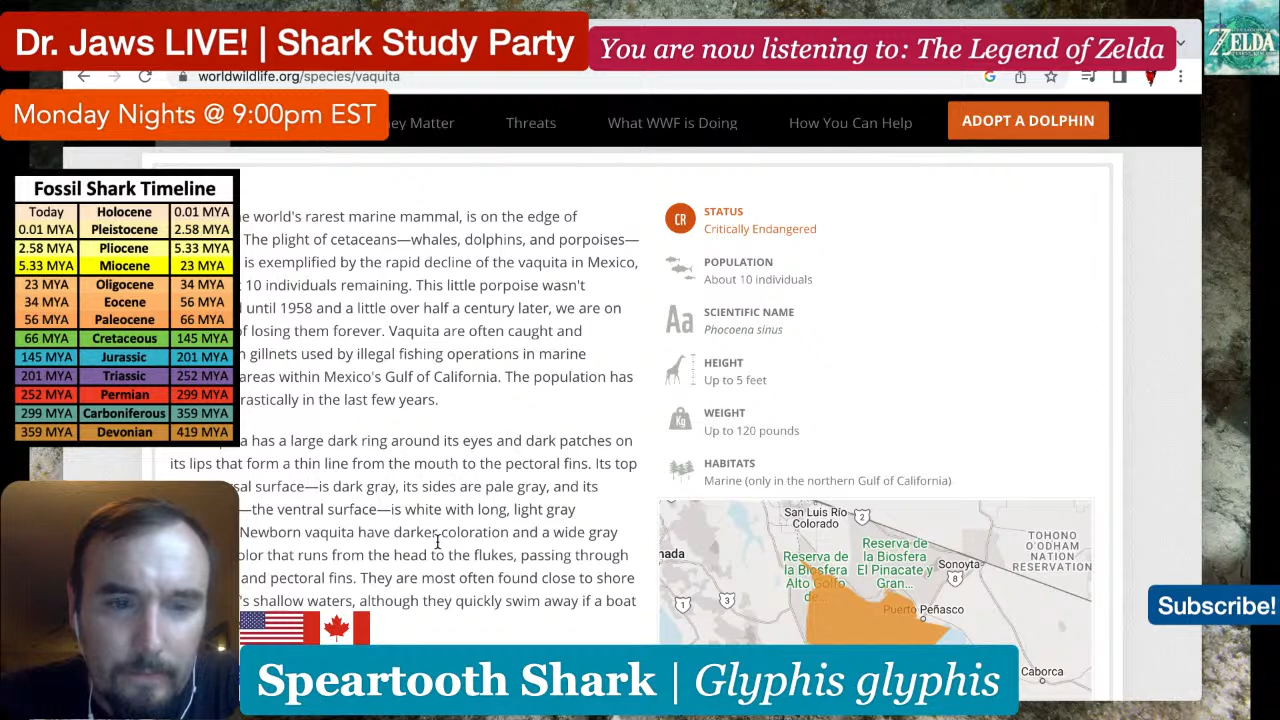 Dr. Jaws LIVE! | Shark Study Party
You are now listening to: The Legend of Zelda
ZELDA
worldwildlife.org/species/vaquita
Monday Nights @ 9:00pm EST
ey Matter
Threats
What WWF is Doing
How You Can Help
ADOPT A DOLPHIN
Fossil Shark Timeline
Today Holocene 0.01 MYA
0.01 MYA Pleistocene 2.58 MYA
2.58 MYA Pliocene 5.33 MYA
5.33 MYA Miocene 23 MYA
23 MYA Oligocene 34 MYA
34 MYA Eocene 56 MYA
56 MYA Paleocene 66 MYA
66 MYA Cretaceous 145 MYA
145 MYA Jurassic 201 MYA
201 MYA Triassic 252 MYA
252 MYA Permian 299 MYA
299 MYA Carboniferous 359 MYA
359 MYA Devonian 419 MYA
e world's rarest marine mammal, is on the edge of
The plight of cetaceans—whales, dolphins, and porpoises—
is exemplified by the rapid decline of the vaquita in Mexico,
10 individuals remaining. This little porpoise wasn't
until 1958 and a little over half a century later, we are on
of losing them forever. Vaquita are often caught and
gillnets used by illegal fishing operations in marine
areas within Mexico's Gulf of California. The population has
rastically in the last few years.
a has a large dark ring around its eyes and dark patches on
its lips that form a thin line from the mouth to the pectoral fins. Its top
sal surface—is dark gray, its sides are pale gray, and its
—the ventral surface—is white with long, light gray
Newborn vaquita have darker coloration and a wide gray
olor that runs from the head to the flukes, passing through
and pectoral fins. They are most often found close to shore
's shallow waters, although they quickly swim away if a boat
CR
STATUS
Critically Endangered
POPULATION
About 10 individuals
Aa
SCIENTIFIC NAME
Phocoena sinus
HEIGHT
Up to 5 feet
Kg
WEIGHT
Up to 120 pounds
HABITATS
Marine (only in the northern Gulf of California)
San Luis Río
Colorado
2
nada
Reserva de
la Biosfera
Alto Golfo
de...
Reserva de
la Biosfera
El Pinacate y
Gran...
Sonoyta
8
TOHONO
O'ODHAM
NATION
RESERVATION
1
3
Puerto Peñasco
Caborca
2
Subscribe!
Speartooth Shark | Glyphis glyphis